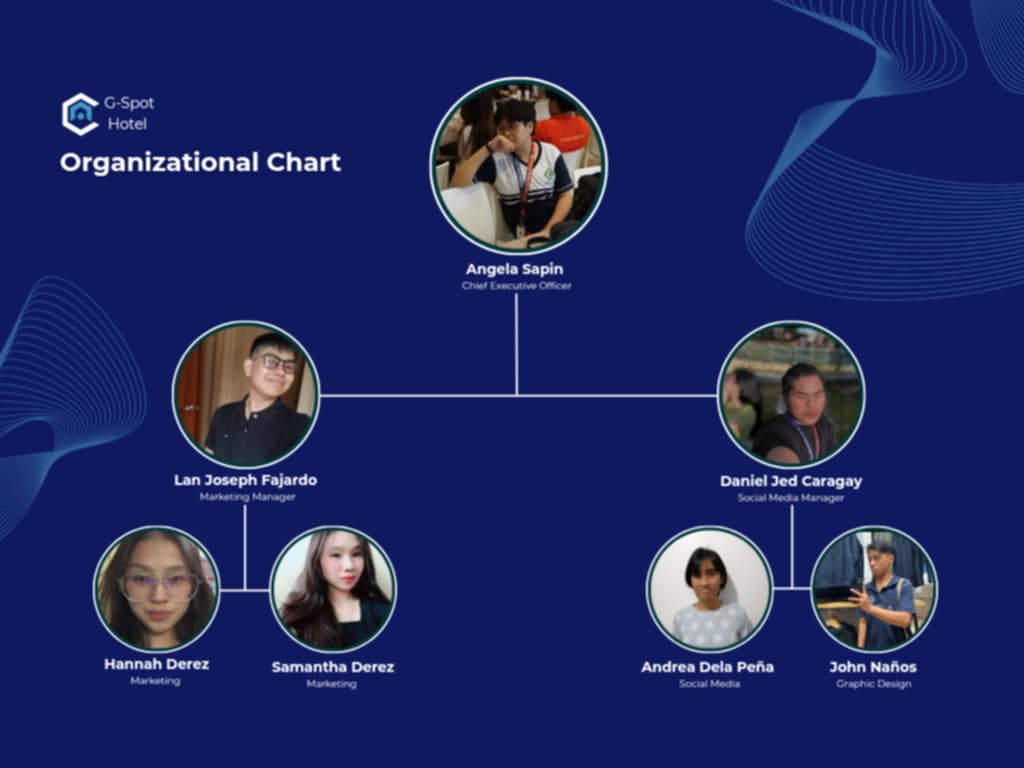 G-Spot
Hotel
Organizational Chart
Angela Sapin
Chief Executive Officer
Lan Joseph Fajardo
Marketing Manager
Daniel Jed Caragay
Social Media Manager
Hannah Derez
Marketing
Samantha Derez
Marketing
Andrea Dela Peña
Social Media
John Naños
Graphic Design